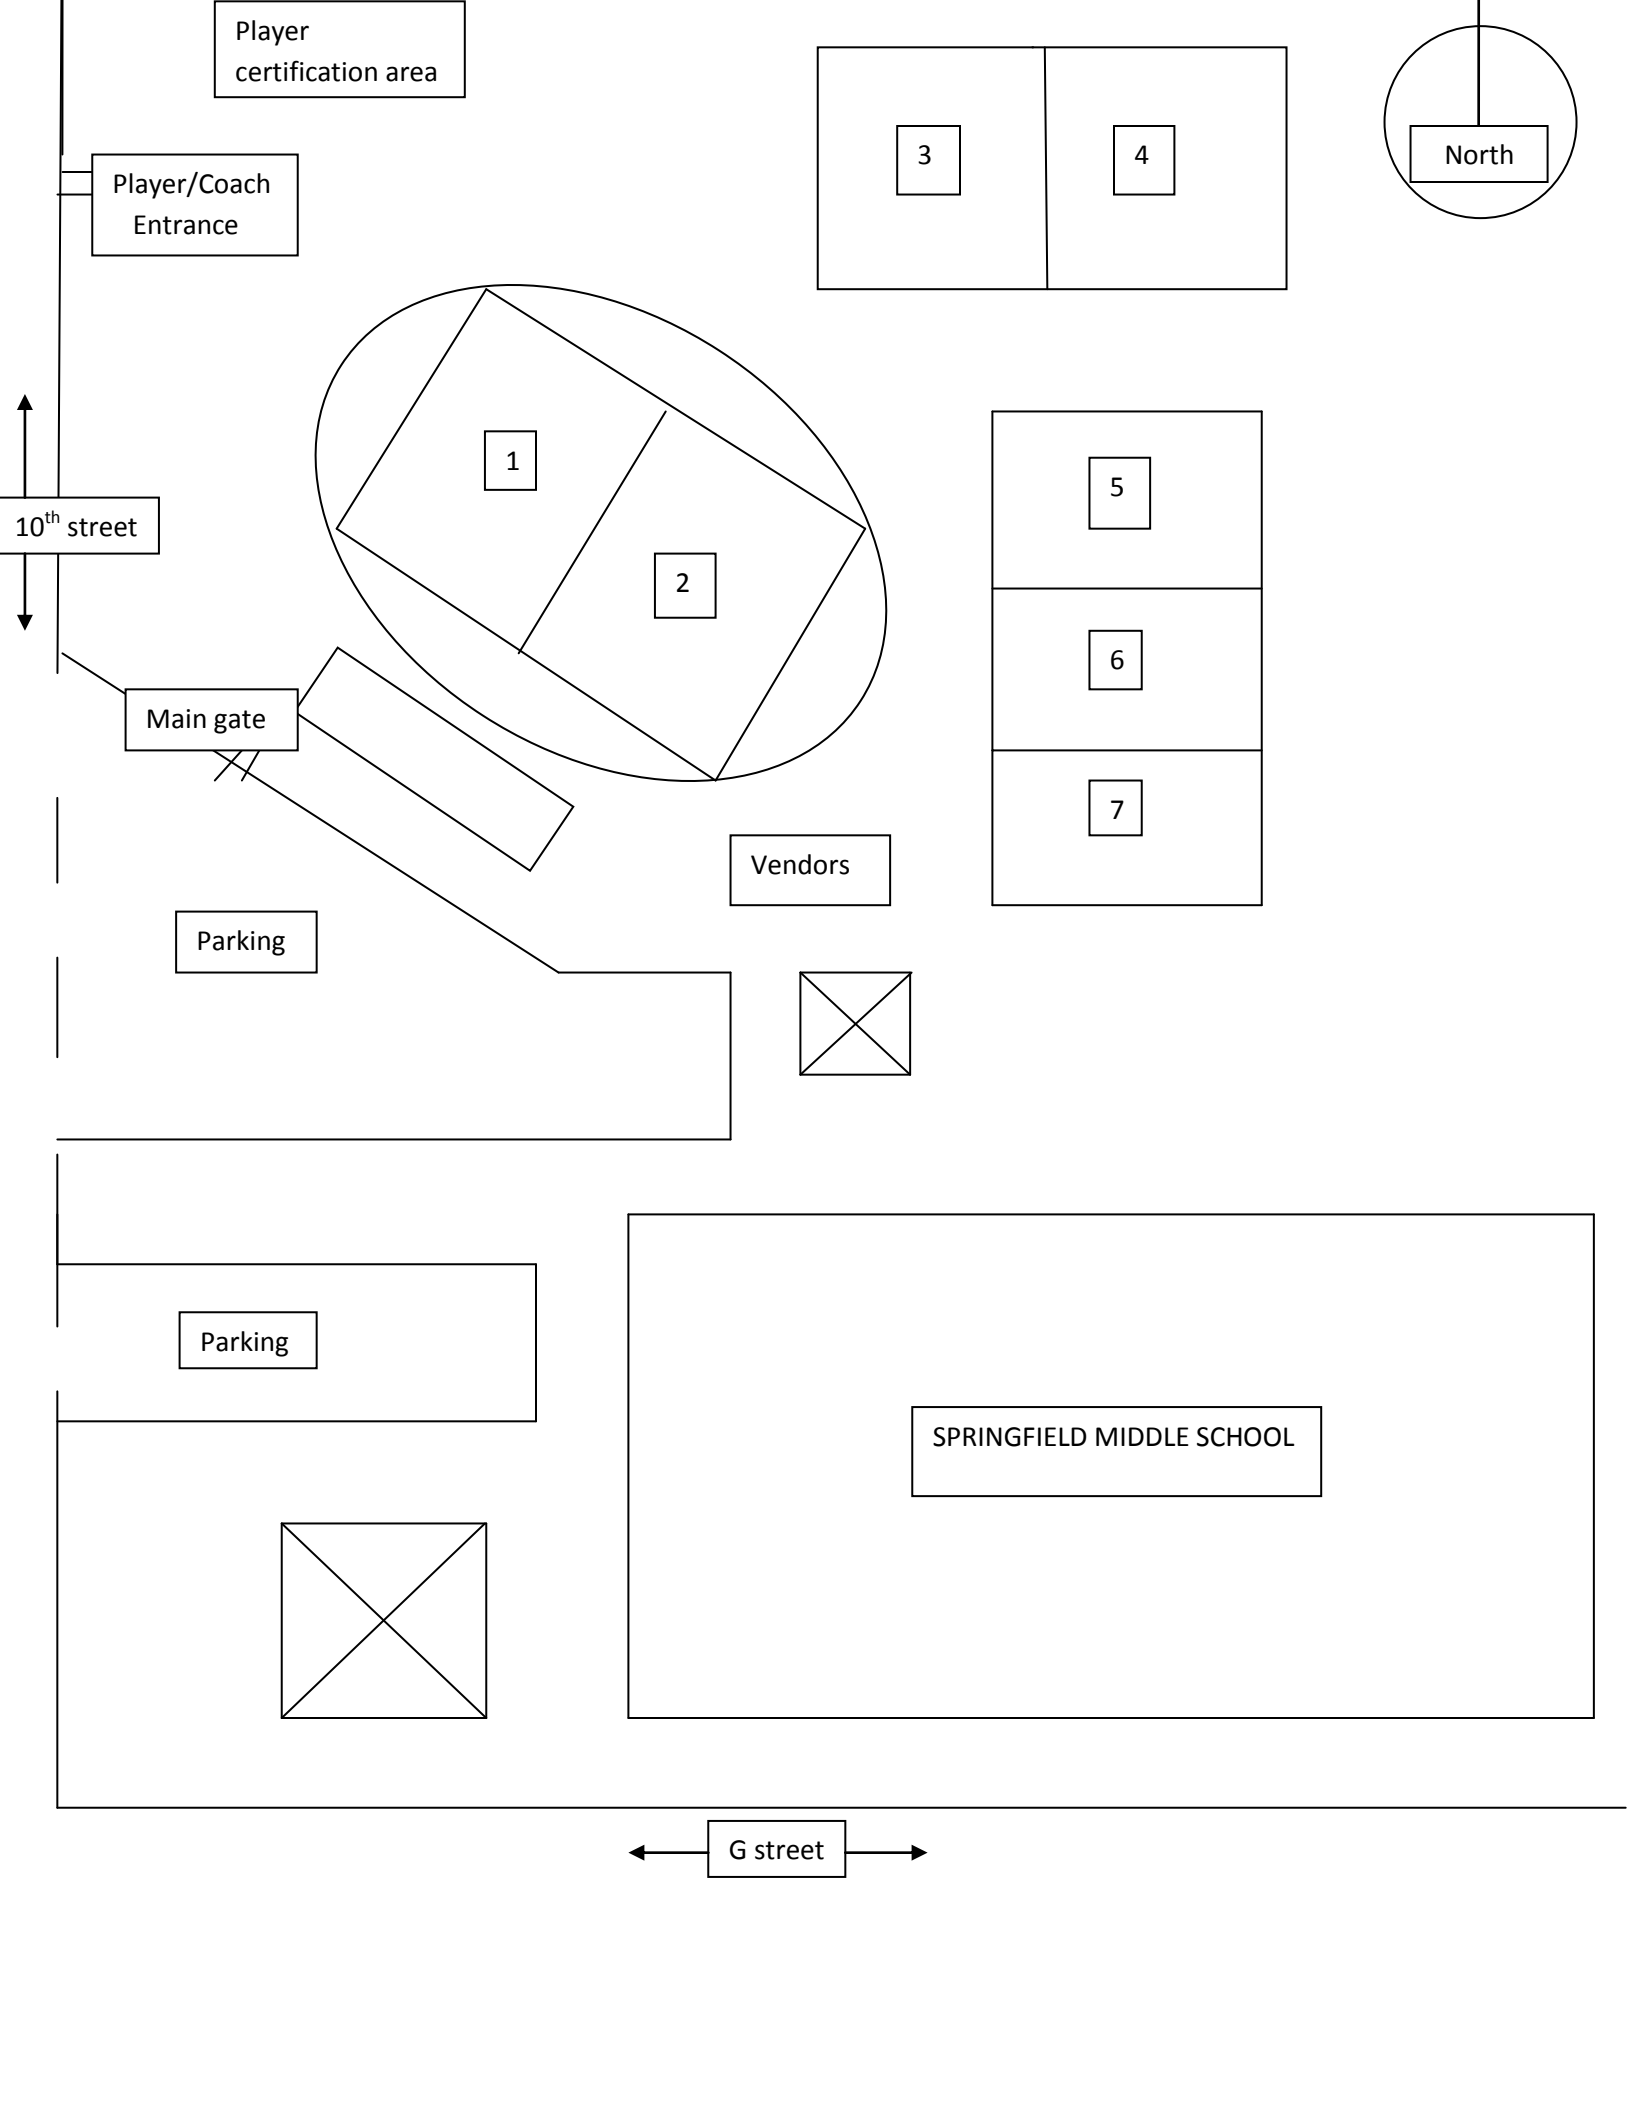 Player
certification area
3
4
North
Player/Coach
Entrance
1
5
10th street
2
6
Main gate
7
Vendors
Parking
Parking
SPRINGFIELD MIDDLE SCHOOL
G street